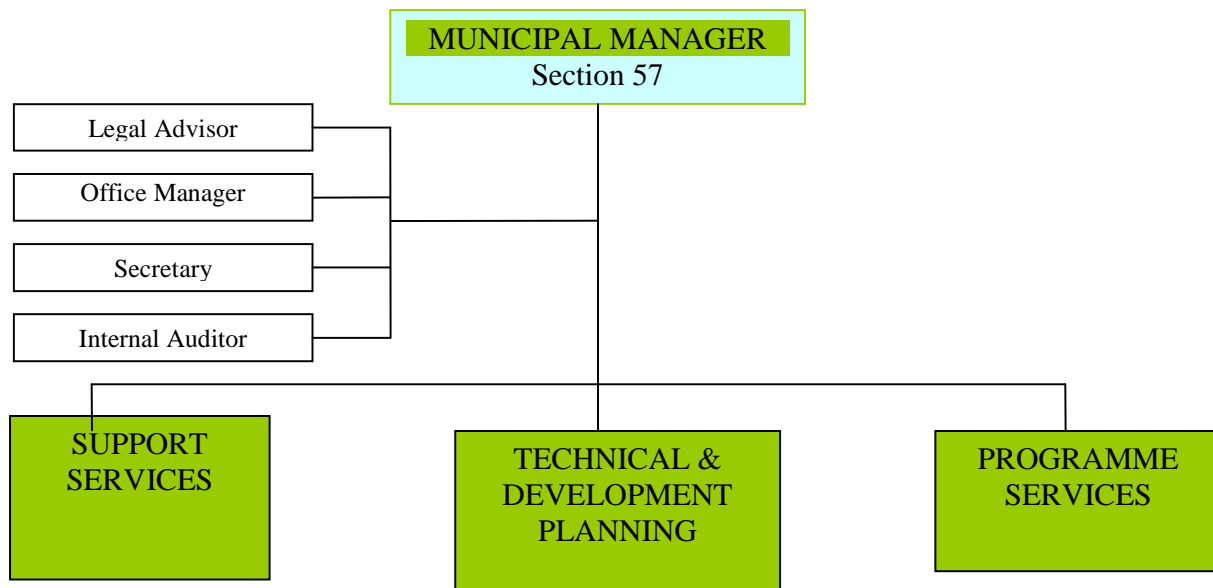 MUNICIPAL MANAGER
Section 57
Legal Advisor
Office Manager
Secretary
Internal Auditor
SUPPORT
SERVICES
TECHNICAL &
DEVELOPMENT
PLANNING
PROGRAMME
SERVICES